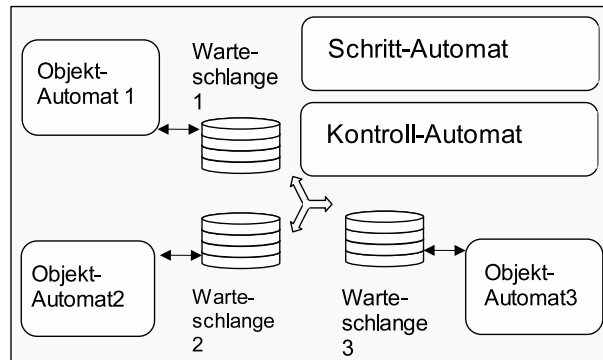 Objekt-
Automat 1
Warte-
schlange
1
Schritt-Automat
Kontroll-Automat
Objekt-
Automat2
Warte-
schlange
2
Warte-
schlange
3
Objekt-
Automat3